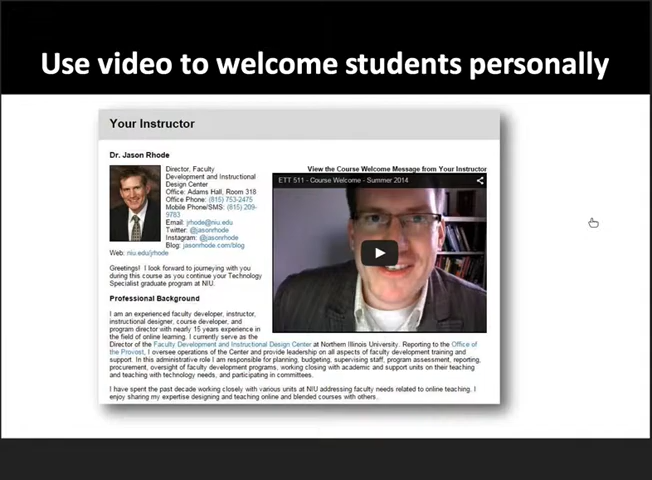 Use video to welcome students personally
Your Instructor
Dr. Jason Rhode
Director, Faculty
Development and Instructional
Design Center
Office: Adams Hall, Room 318
Office Phone: (815) 753-2475
Mobile Phone/SMS: (815) 209-
9783
Email: jrhode@niu.edu
Twitter: @jasonrhode
Instagram: @jasonrhode
Blog: jasonrhode.com/blog
Web: niu.edu/jrhode
Greetings! I look forward to journeying with you
during this course as you continue your Technology
Specialist graduate program at NIU.
Professional Background
I am an experienced faculty developer, instructor,
instructional designer, course developer, and
program director with nearly 15 years experience in
the field of online learning. I currently serve as the
View the Course Welcome Message from Your Instructor
ETT 511 - Course Welcome - Summer 2014
Director of the Faculty Development and Instructional Design Center at Northern Illinois University. Reporting to the Office of
the Provost, I oversee operations of the Center and provide leadership on all aspects of faculty development training and
support. In this administrative role I am responsible for planning, budgeting, supervising staff, program assessment, reporting,
procurement, oversight of faculty development programs, working closely with academic and support units on their teaching
and teaching with technology needs, and participating in committees.
I have spent the past decade working closely with various units at NIU addressing faculty needs related to online teaching. I
enjoy sharing my expertise designing and teaching online and blended courses with others.